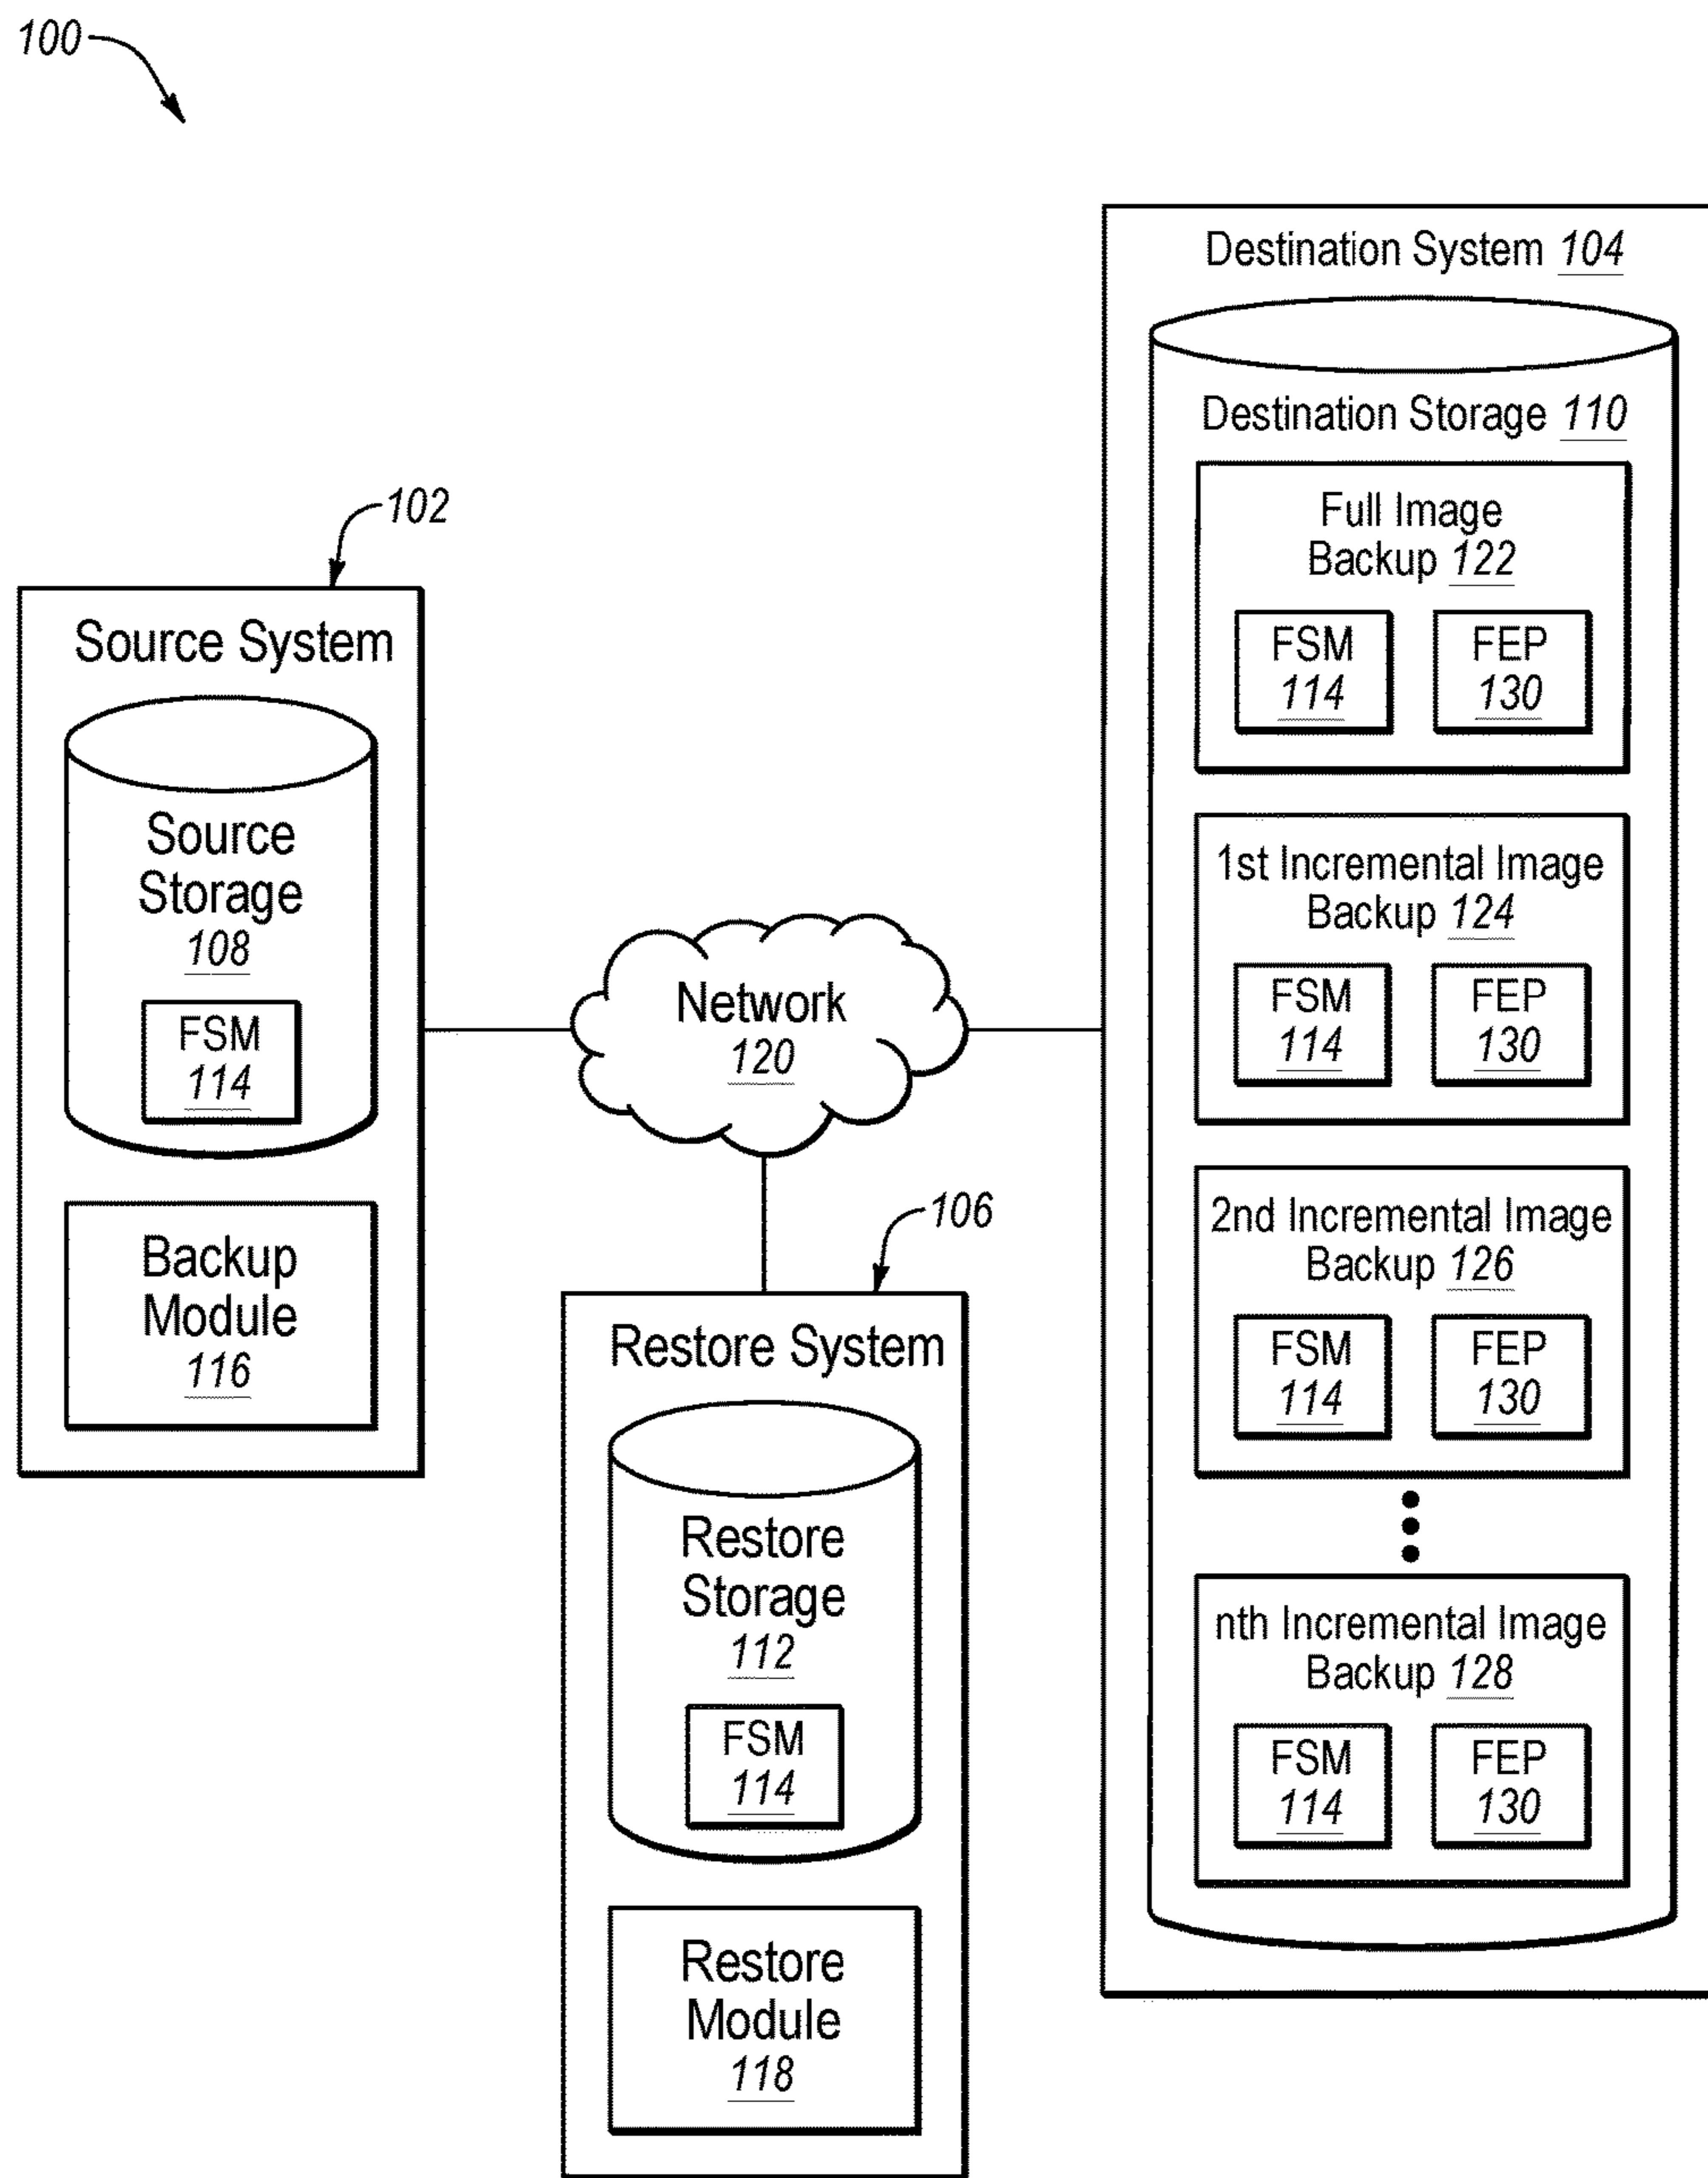 100
102
Source System
Source
Storage
108
FSM
114
Backup
Module
116
Network
120
106
Restore System
Restore
Storage
112
FSM
114
Restore
Module
118
Destination System 104
Destination Storage 110
Full Image
Backup 122
FSM
114
FEP
130
1st Incremental Image
Backup 124
FSM
114
FEP
130
2nd Incremental Image
Backup 126
FSM
114
FEP
130
nth Incremental Image
Backup 128
FSM
114
FEP
130